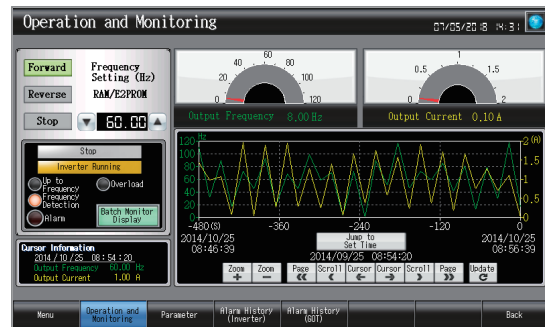 Operation and Monitoring
07/05/2018 14:31
Forward
Frequency
Setting (Hz)
Reverse
RAM/E2PROM
Stop
60.00
0
20
40
60
80
100
120
Output Frequency 8.00 Hz
0
0.5
1
1.5
2
Output Current 0.10 A
Stop
Inverter Running
Up to
Frequency
Overload
Frequency
Detection
Alarm
Batch Monitor
Display
Cursor Information
2014/10/25 08:54:20
Output Frequency 60.00 Hz
Output Current 1.00 A
Hz
120
100
80
60
40
20
0
2 (A)
1.5
1
0.5
0
-480(S)
-360
-240
-120
0
2014/10/25
08:46:39
Jump to
Set Time
2014/09/25 08:54:20
2014/10/25
08:56:39
Zoom +
Zoom -
Page «
Scroll ‹
Cursor ←
Cursor →
Scroll ›
Page »
Update
Menu
Operation and
Monitoring
Parameter
Alarm History
(Inverter)
Alarm History
(GOT)
Back